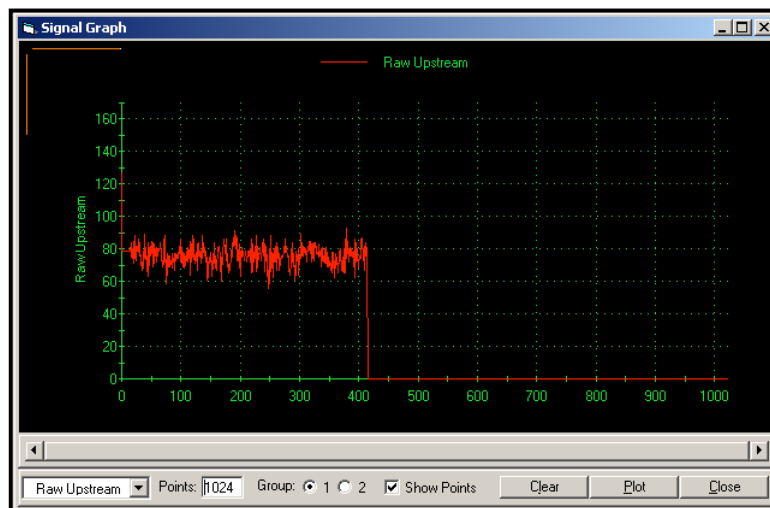 Signal Graph
Raw Upstream
160
140
120
100
80
60
40
20
0
Raw Upstream
0 100 200 300 400 500 600 700 800 900 1000
Raw Upstream Points: 1024 Group: 1 2 Show Points Clear Plot Close